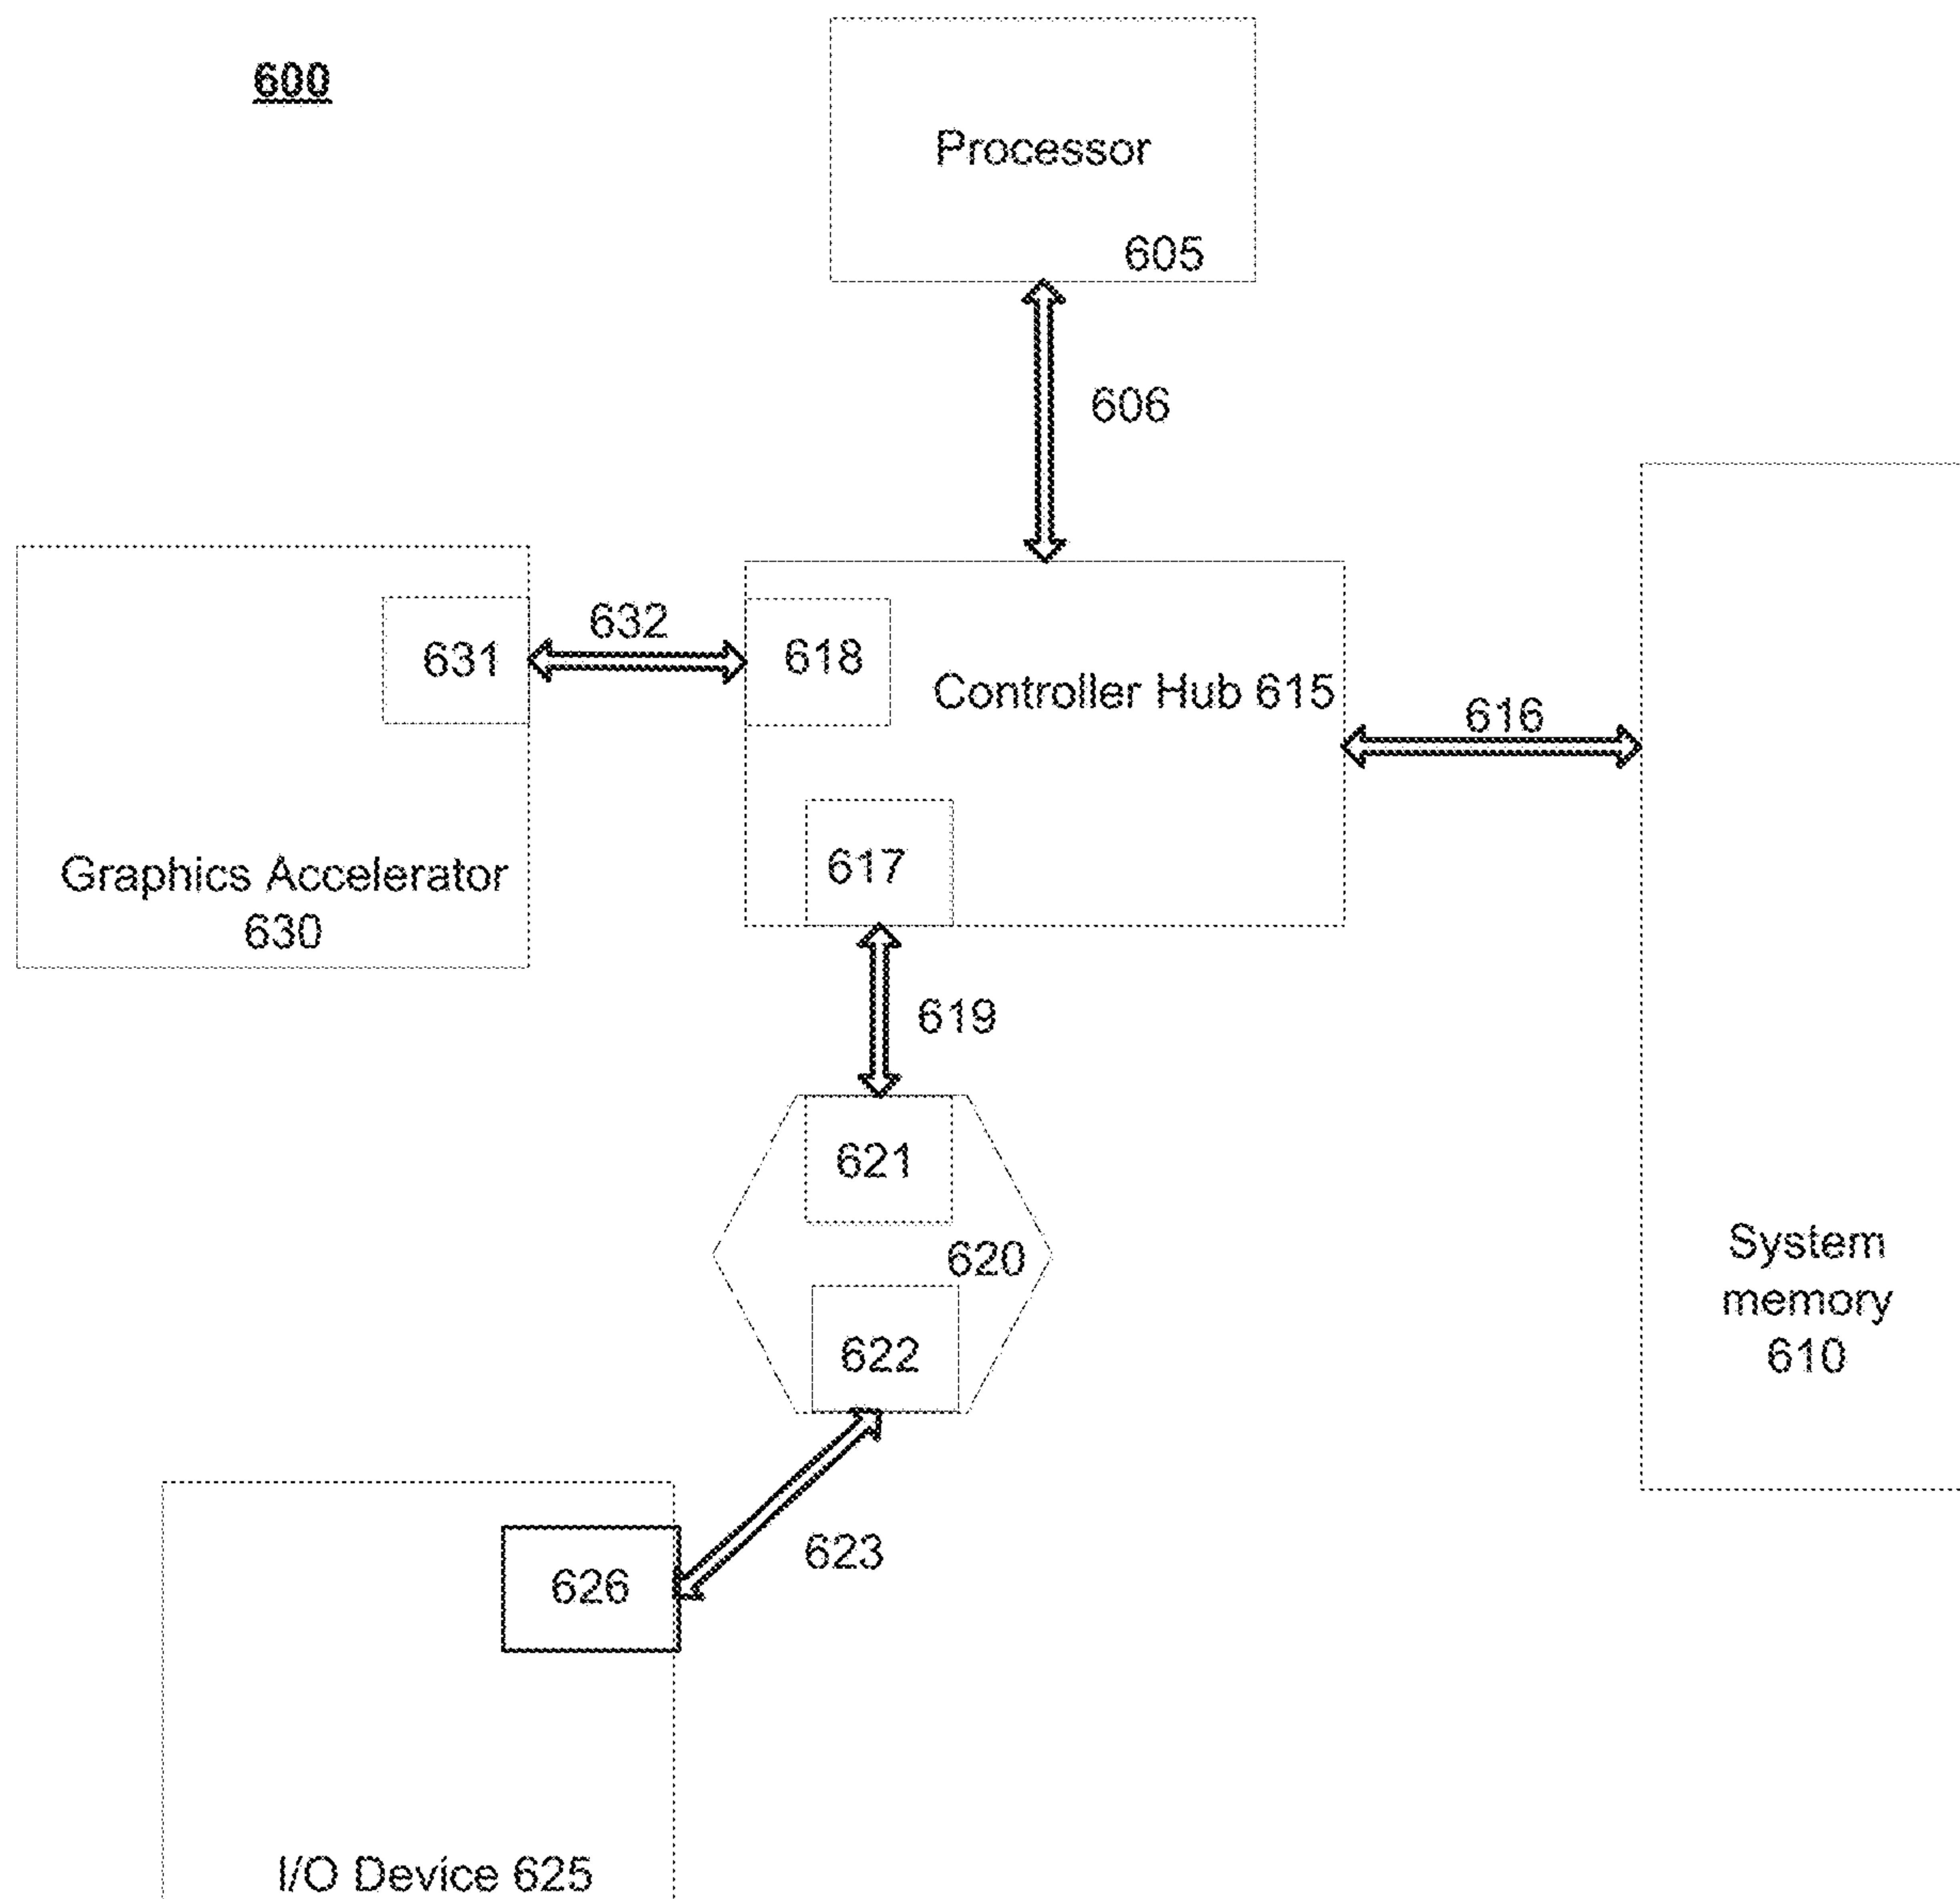 600
Processor
605
606
632
631
618
Controller Hub 615
616
617
Graphics Accelerator
630
619
621
620
622
System
memory
610
623
626
I/O Device 625